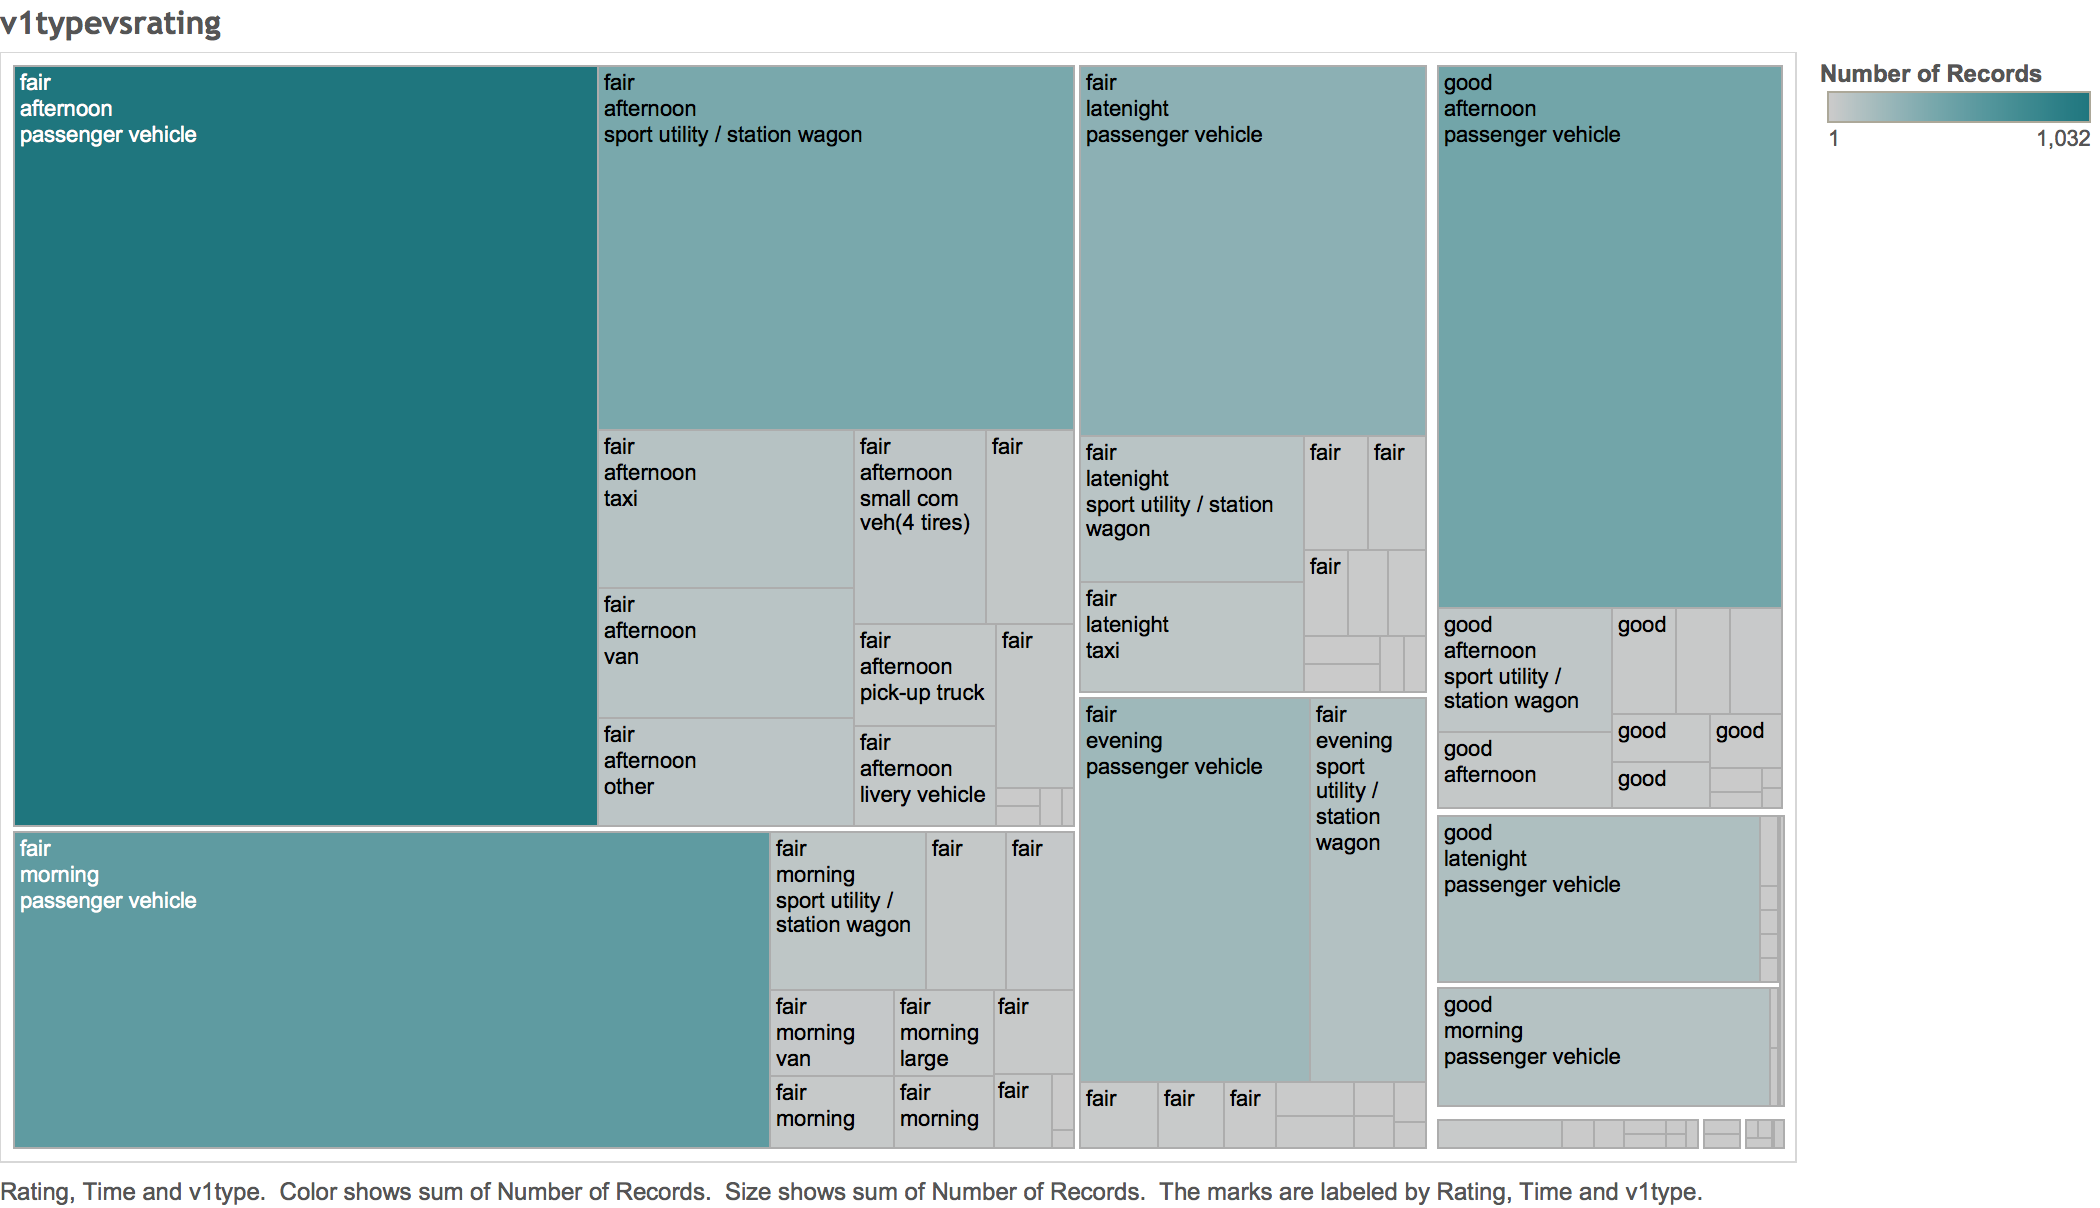 v1typevsrating
fair
afternoon
passenger vehicle
fair
afternoon
sport utility / station wagon
fair
afternoon
taxi
fair
afternoon
van
fair
afternoon
other
fair
afternoon
small com
veh(4 tires)
fair
fair
afternoon
pick-up truck
fair
fair
afternoon
livery vehicle
fair
morning
passenger vehicle
fair
morning
sport utility /
station wagon
fair
fair
fair
morning
van
fair
morning
large
fair
fair
morning
fair
morning
fair
fair
latenight
passenger vehicle
fair
latenight
sport utility / station
wagon
fair
fair
fair
fair
latenight
taxi
fair
evening
passenger vehicle
fair
evening
sport
utility /
station
wagon
fair
fair
fair
good
afternoon
passenger vehicle
good
afternoon
sport utility /
station wagon
good
good
afternoon
good
good
good
good
latenight
passenger vehicle
good
morning
passenger vehicle
Number of Records
1
1,032
Rating, Time and v1type.  Color shows sum of Number of Records.  Size shows sum of Number of Records.  The marks are labeled by Rating, Time and v1type.